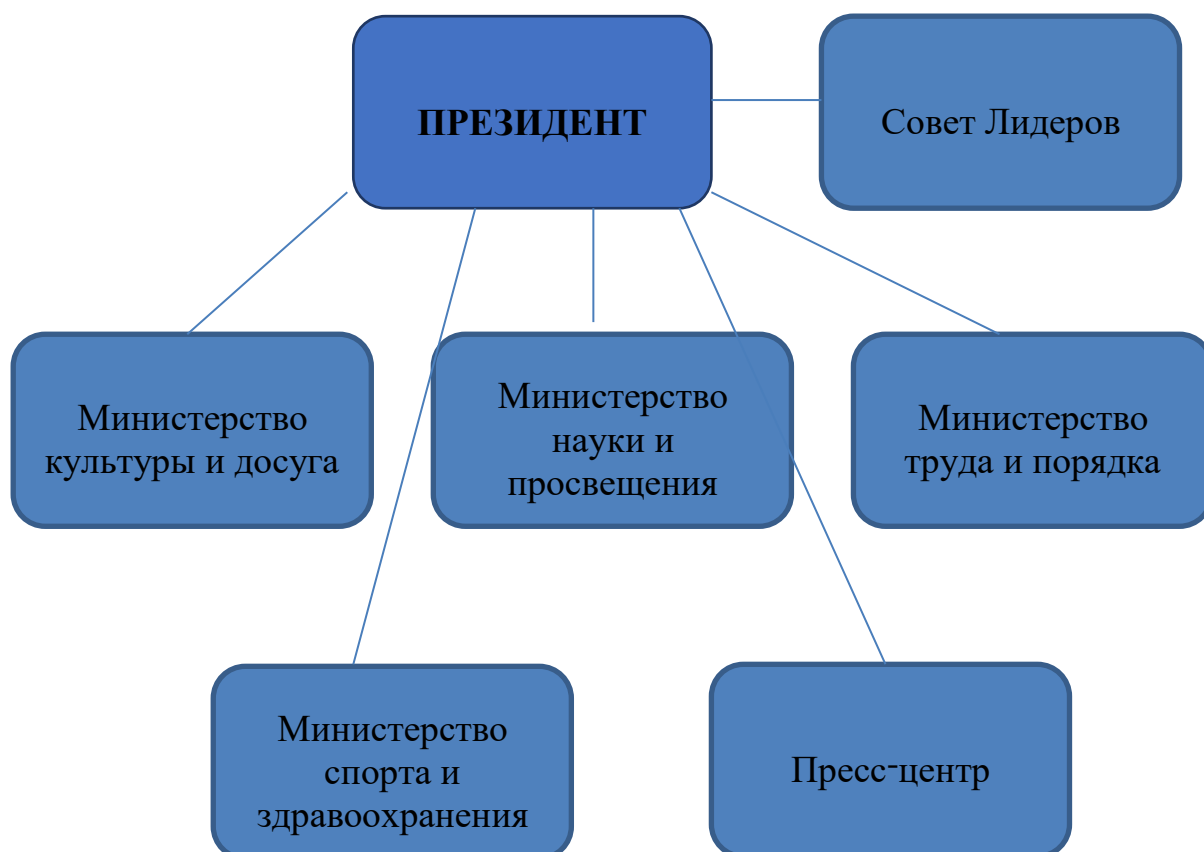 ПРЕЗИДЕНТ
Совет Лидеров
Министерство
культуры и досуга
Министерство
науки и
просвещения
Министерство
труда и порядка
Министерство
спорта и
здравоохранения
Пресс-центр